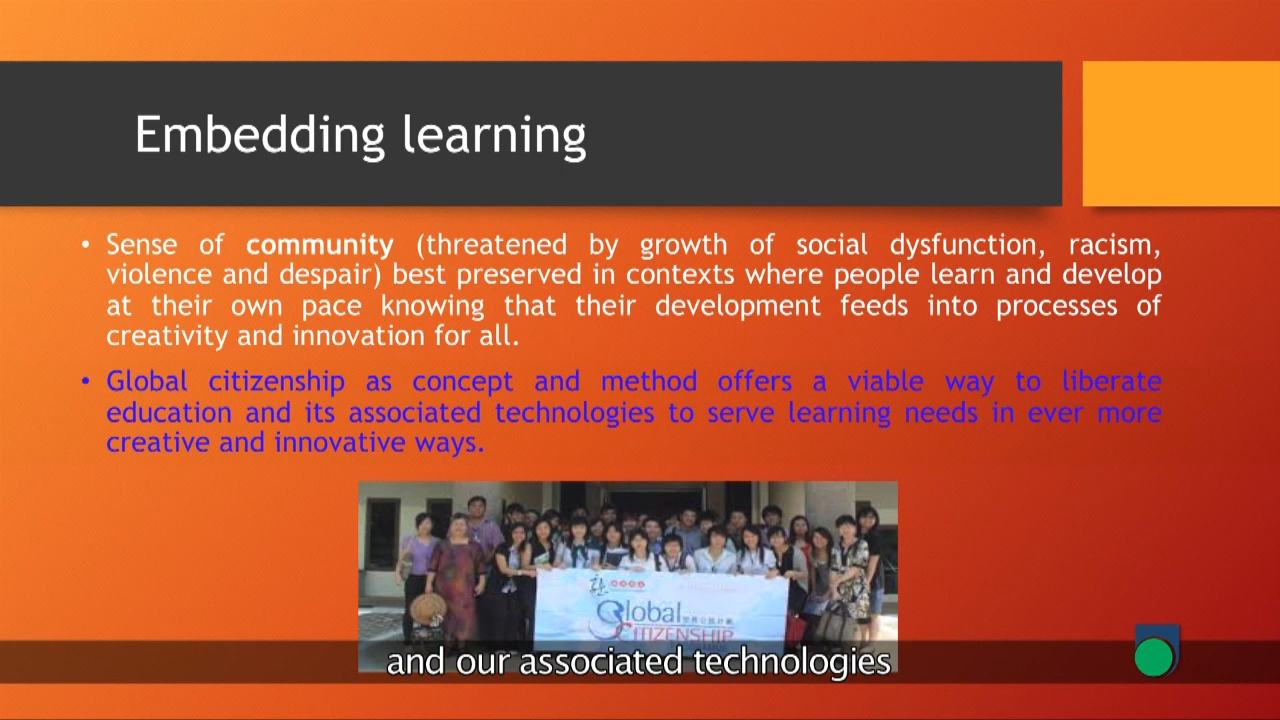 Embedding learning
• Sense of community (threatened by growth of social dysfunction, racism,
violence and despair) best preserved in contexts where people learn and develop
at their own pace knowing that their development feeds into processes of
creativity and innovation for all.
• Global citizenship as concept and method offers a viable way to liberate
education and its associated technologies to serve learning needs in ever more
creative and innovative ways.
Global
CITIZENSHIP
and our associated technologies